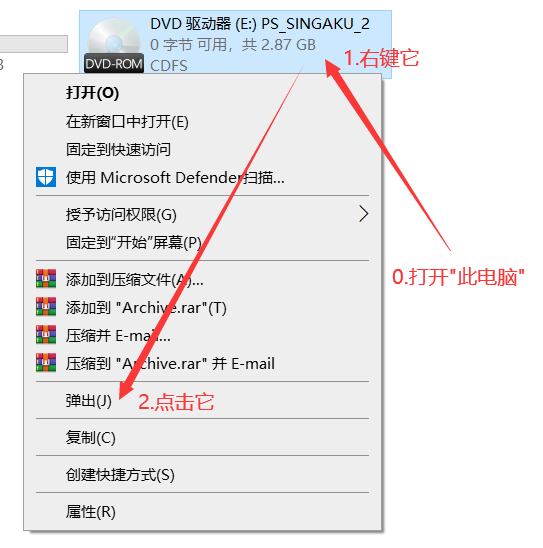 DVD 驱动器 (E:) PS_SINGAKU_2
0 字节 可用，共 2.87 GB
DVD-ROM
CDFS
1.右键它
打开(O)
在新窗口中打开(E)
固定到快速访问
使用 Microsoft Defender扫描...
授予访问权限(G)
固定到"开始"屏幕(P)
0.打开"此电脑"
添加到压缩文件(A)...
添加到 "Archive.rar"(T)
压缩并 E-mail...
压缩到 "Archive.rar" 并 E-mail
弹出(J)
2.点击它
复制(C)
创建快捷方式(S)
属性(R)